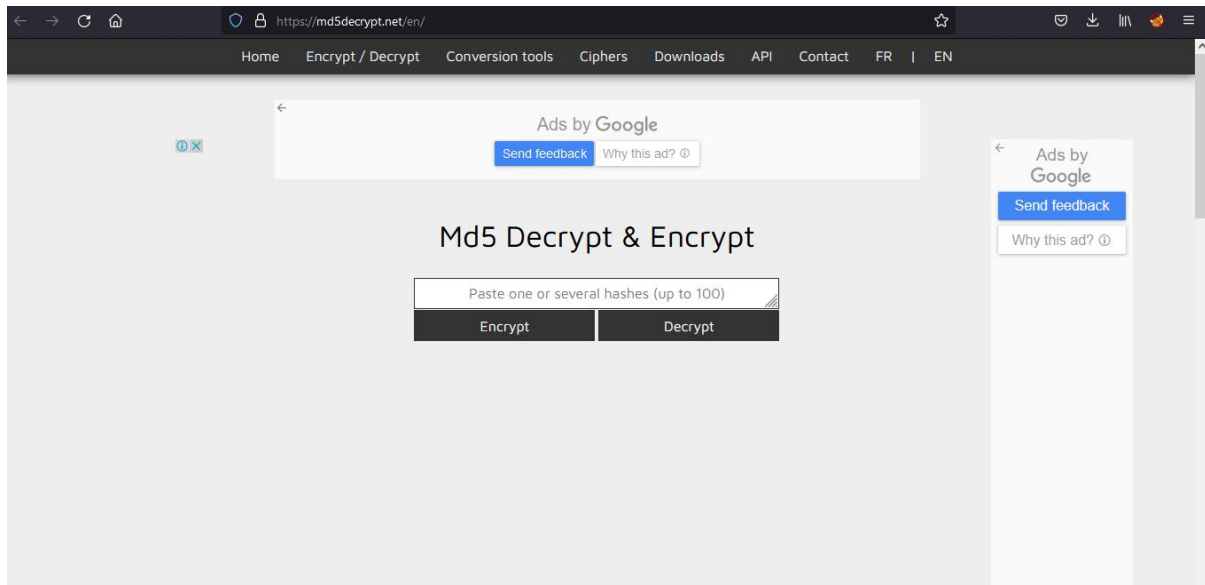 https://md5decrypt.net/en/
Home Encrypt / Decrypt Conversion tools Ciphers Downloads API Contact FR | EN
Ads by Google
Send feedback Why this ad?
Ads by
Google
Send feedback
Why this ad?
Md5 Decrypt & Encrypt
Paste one or several hashes (up to 100)
Encrypt Decrypt